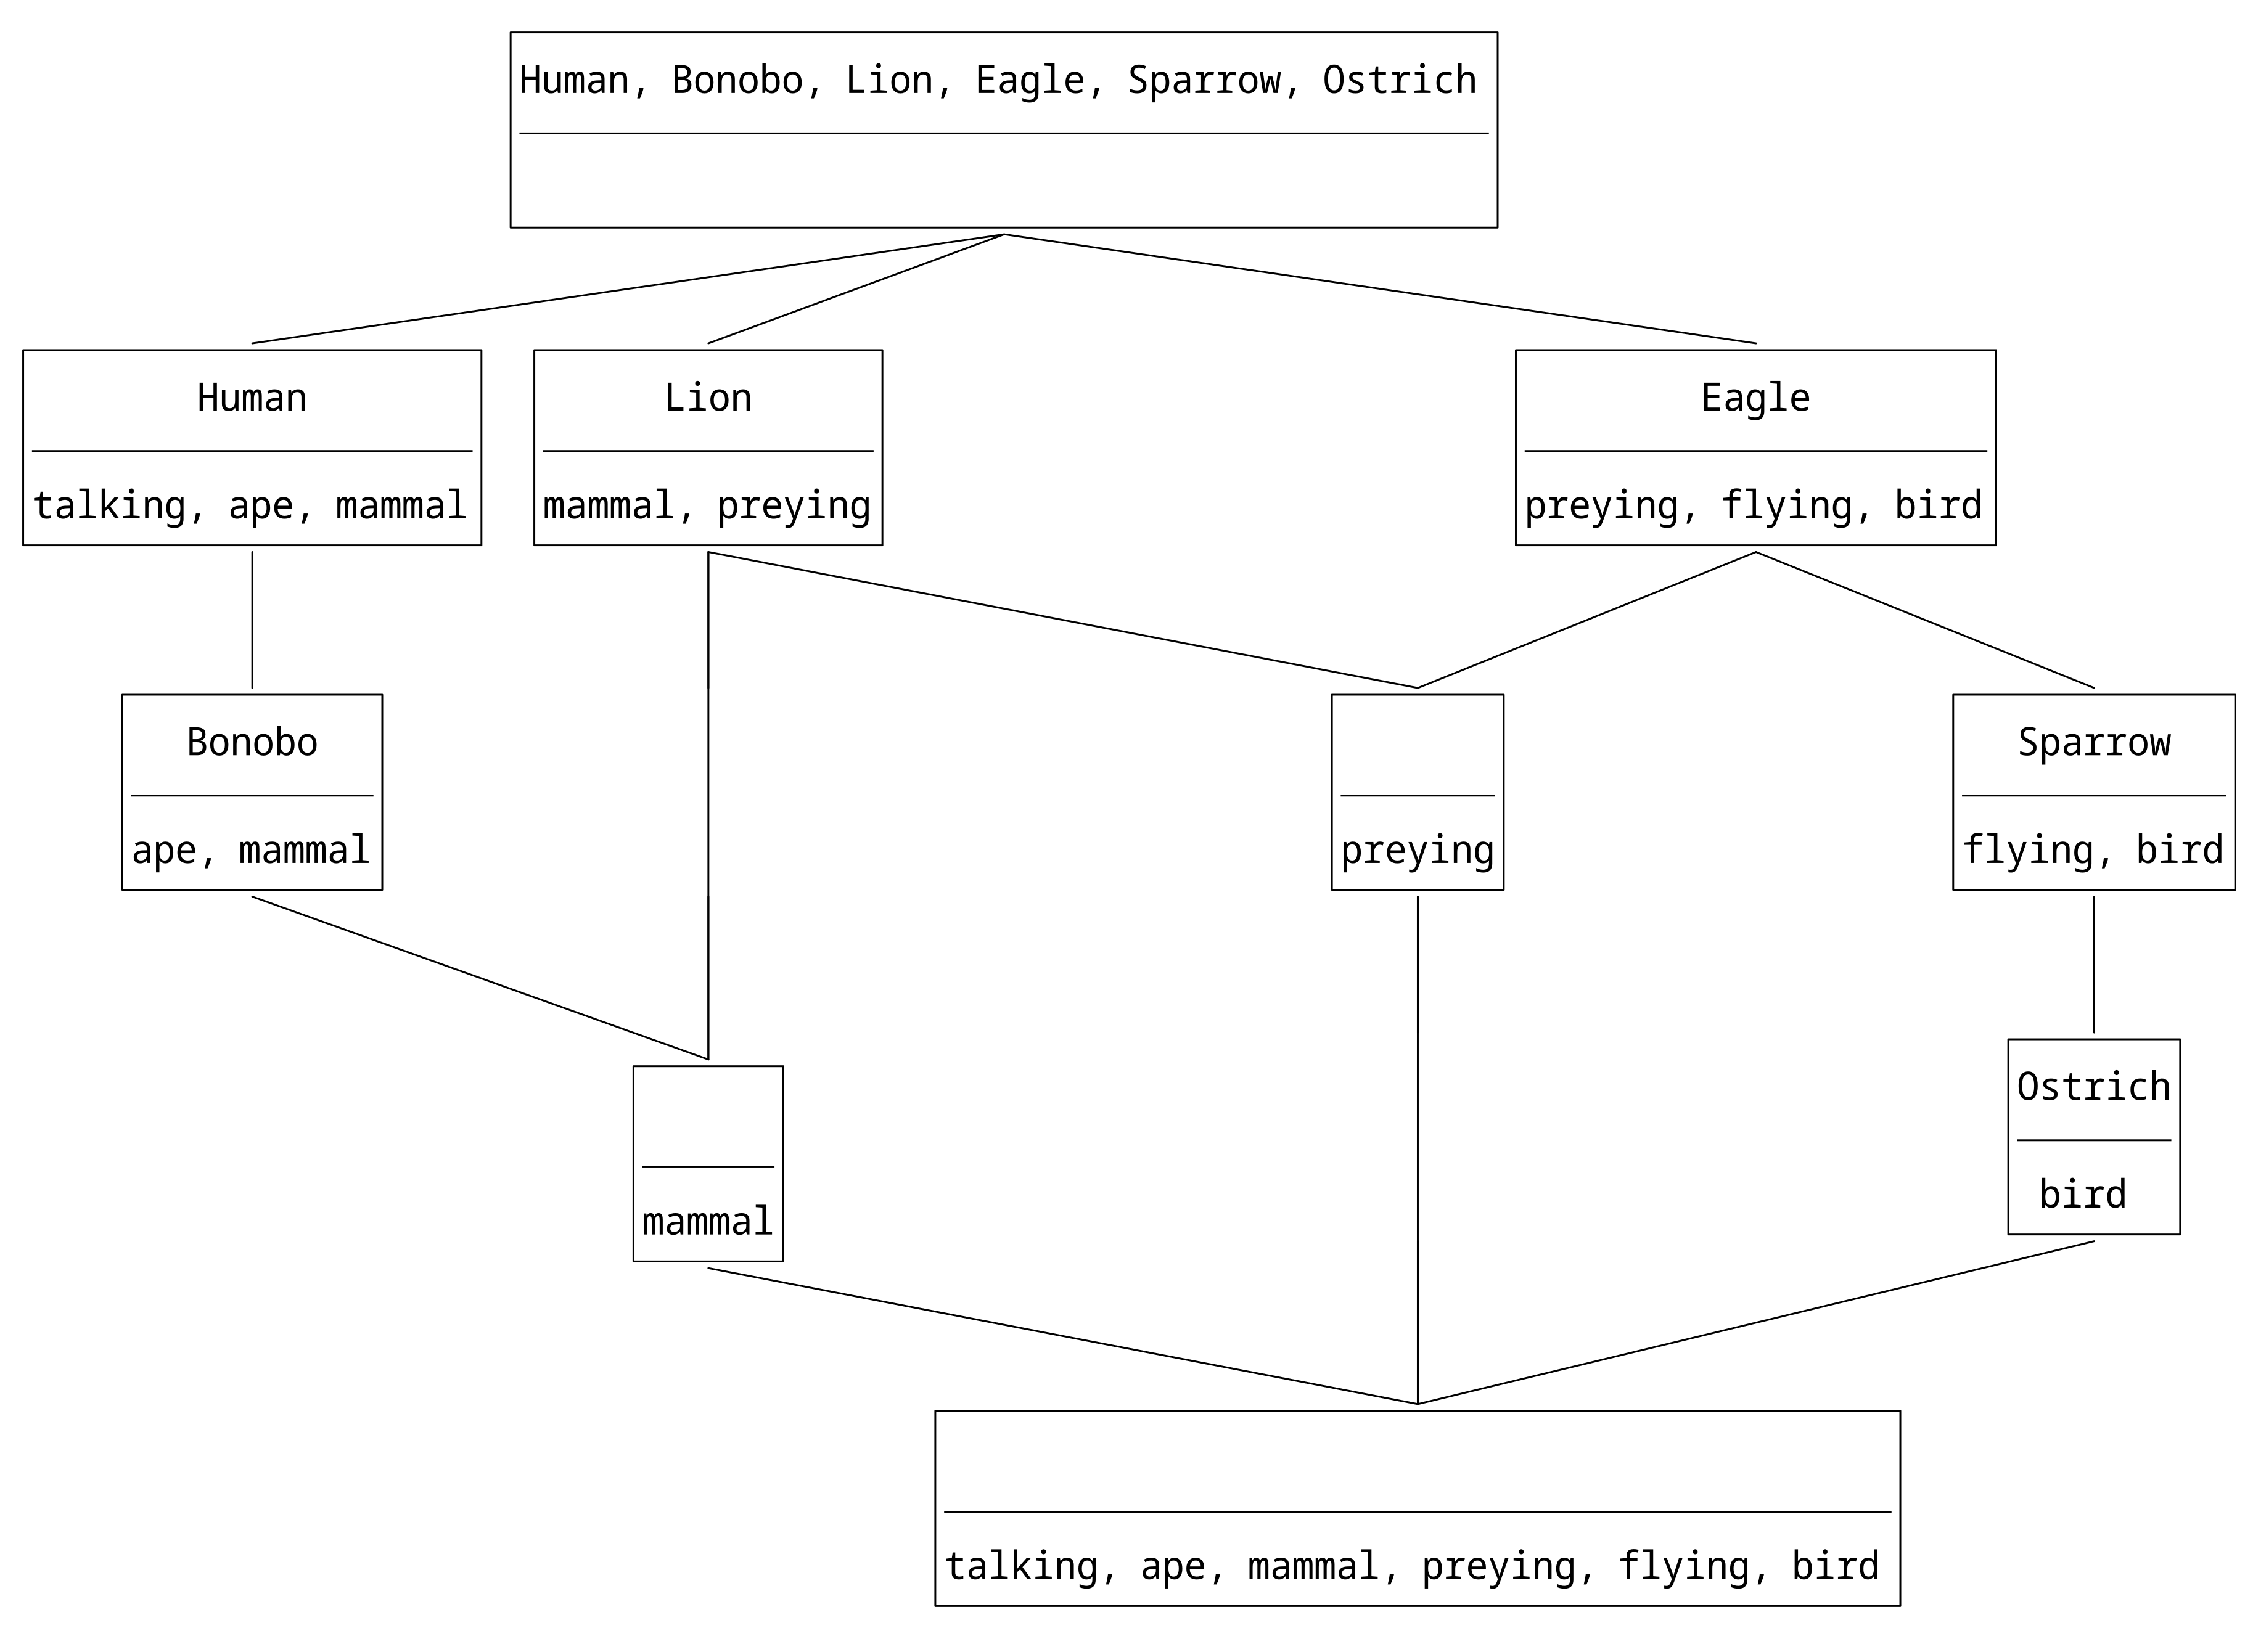 Human, Bonobo, Lion, Eagle, Sparrow, Ostrich
Human
talking, ape, mammal
Lion
mammal, preying
Eagle
preying, flying, bird
Bonobo
ape, mammal
preying
Sparrow
flying, bird
mammal
Ostrich
bird
talking, ape, mammal, preying, flying, bird